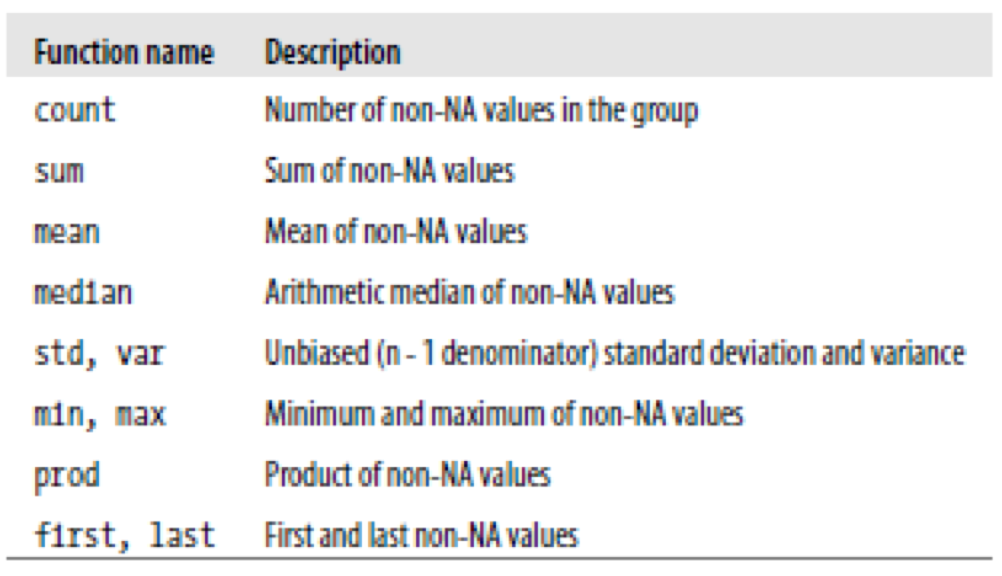 Function name Description
count Number of non-NA values in the group
sum Sum of non-NA values
mean Mean of non-NA values
median Arithmetic median of non-NA values
std, var Unbiased (n - 1 denominator) standard deviation and variance
min, max Minimum and maximum of non-NA values
prod Product of non-NA values
first, last First and last non-NA values